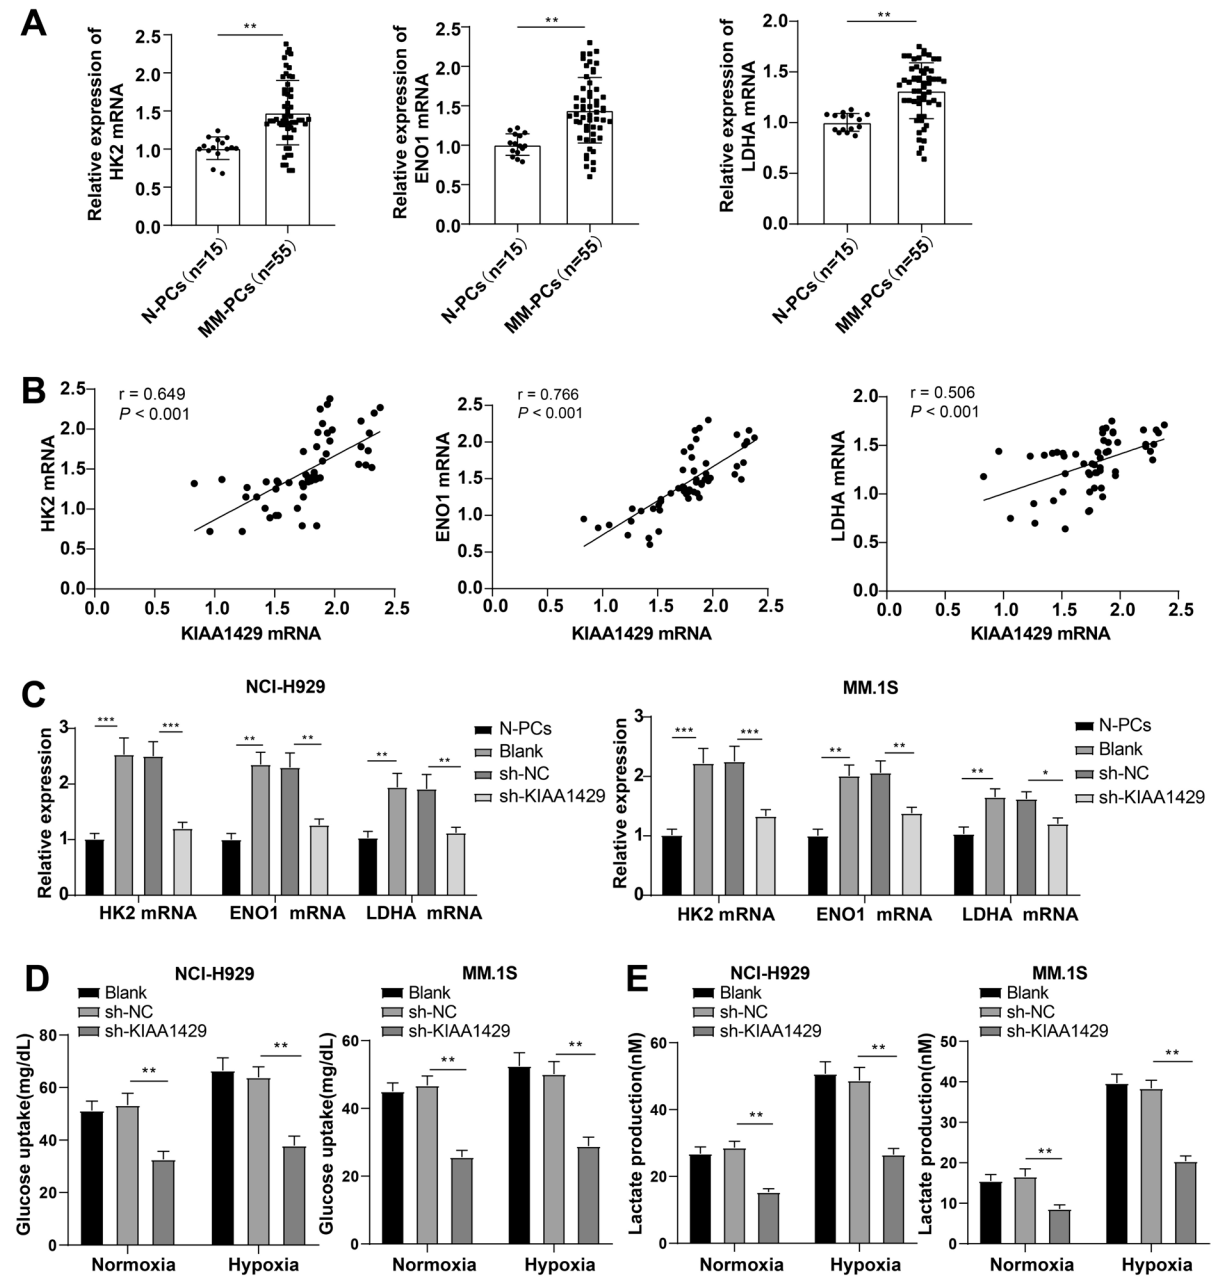 A
Relative expression of
HK2 mRNA
2.5
2.0
1.5
1.0
0.5
0.0
**
N-PCs（n=15）
MM-PCs（n=55）
Relative expression of
ENO1 mRNA
2.5
2.0
1.5
1.0
0.5
0.0
**
N-PCs（n=15）
MM-PCs（n=55）
Relative expression of
LDHA mRNA
2.0
1.5
1.0
0.5
0.0
**
N-PCs（n=15）
MM-PCs（n=55）
B
HK2 mRNA
2.5
2.0
1.5
1.0
0.5
0.0
r = 0.649
P < 0.001
0.0 0.5 1.0 1.5 2.0 2.5
KIAA1429 mRNA
ENO1 mRNA
2.5
2.0
1.5
1.0
0.5
0.0
r = 0.766
P < 0.001
0.0 0.5 1.0 1.5 2.0 2.5
KIAA1429 mRNA
LDHA mRNA
2.0
1.5
1.0
0.5
0.0
r = 0.506
P < 0.001
0.0 0.5 1.0 1.5 2.0 2.5
KIAA1429 mRNA
C
NCI-H929
Relative expression
3
2
1
0
*** *** ** ** ** **
HK2 mRNA ENO1 mRNA LDHA mRNA
N-PCs
Blank
sh-NC
sh-KIAA1429
MM.1S
Relative expression
3
2
1
0
*** *** ** ** ** *
HK2 mRNA ENO1 mRNA LDHA mRNA
N-PCs
Blank
sh-NC
sh-KIAA1429
D
NCI-H929
Blank
sh-NC
sh-KIAA1429
Glucose uptake(mg/dL)
80
60
40
20
0
** **
Normoxia Hypoxia
MM.1S
Blank
sh-NC
sh-KIAA1429
Glucose uptake(mg/dL)
60
40
20
0
** **
Normoxia Hypoxia
E
NCI-H929
Blank
sh-NC
sh-KIAA1429
Lactate production(nM)
60
40
20
0
** **
Normoxia Hypoxia
MM.1S
Blank
sh-NC
sh-KIAA1429
Lactate production(nM)
50
40
30
20
10
0
** **
Normoxia Hypoxia